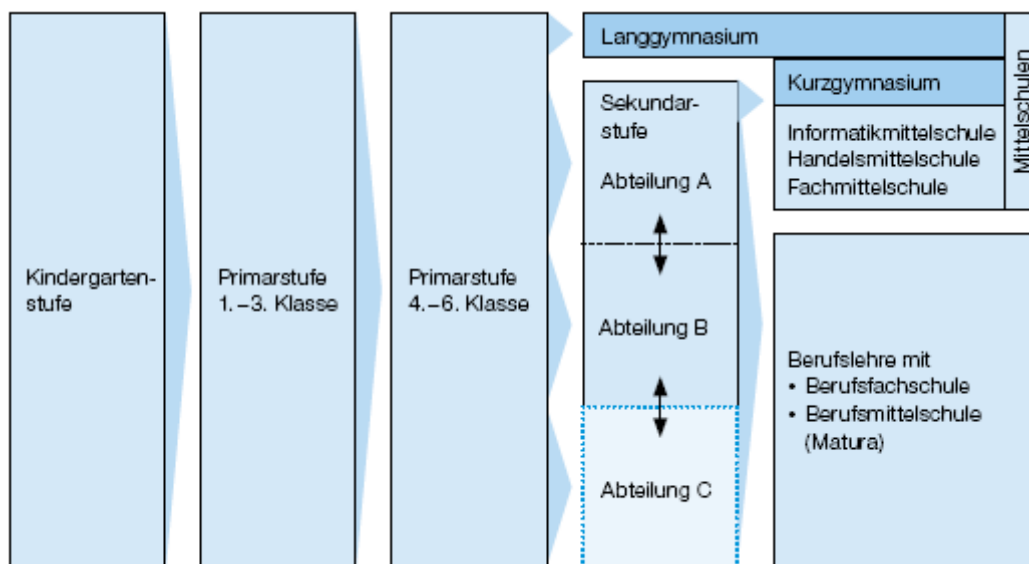 Kindergarten-
stufe
Primarstufe
1.–3. Klasse
Primarstufe
4.–6. Klasse
Langgymnasium
Sekundar-
stufe
Abteilung A
Abteilung B
Abteilung C
Kurzgymnasium
Informatikmittelschule
Handelsmittelschule
Fachmittelschule
Mittelschulen
Berufslehre mit
• Berufsfachschule
• Berufsmittelschule
(Matura)